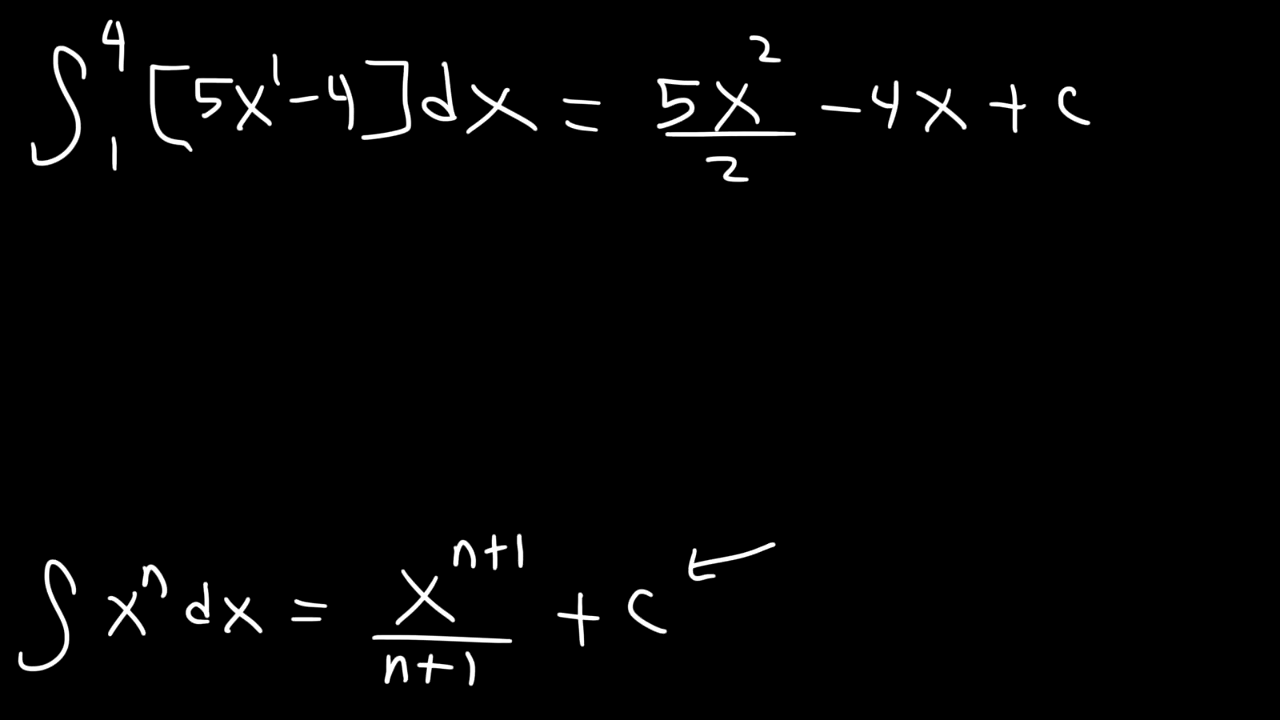 ∫₁⁴ [5x¹-4]dx = 5x²/2 - 4x + c
∫ xⁿ dx = xⁿ⁺¹/n+1 + c